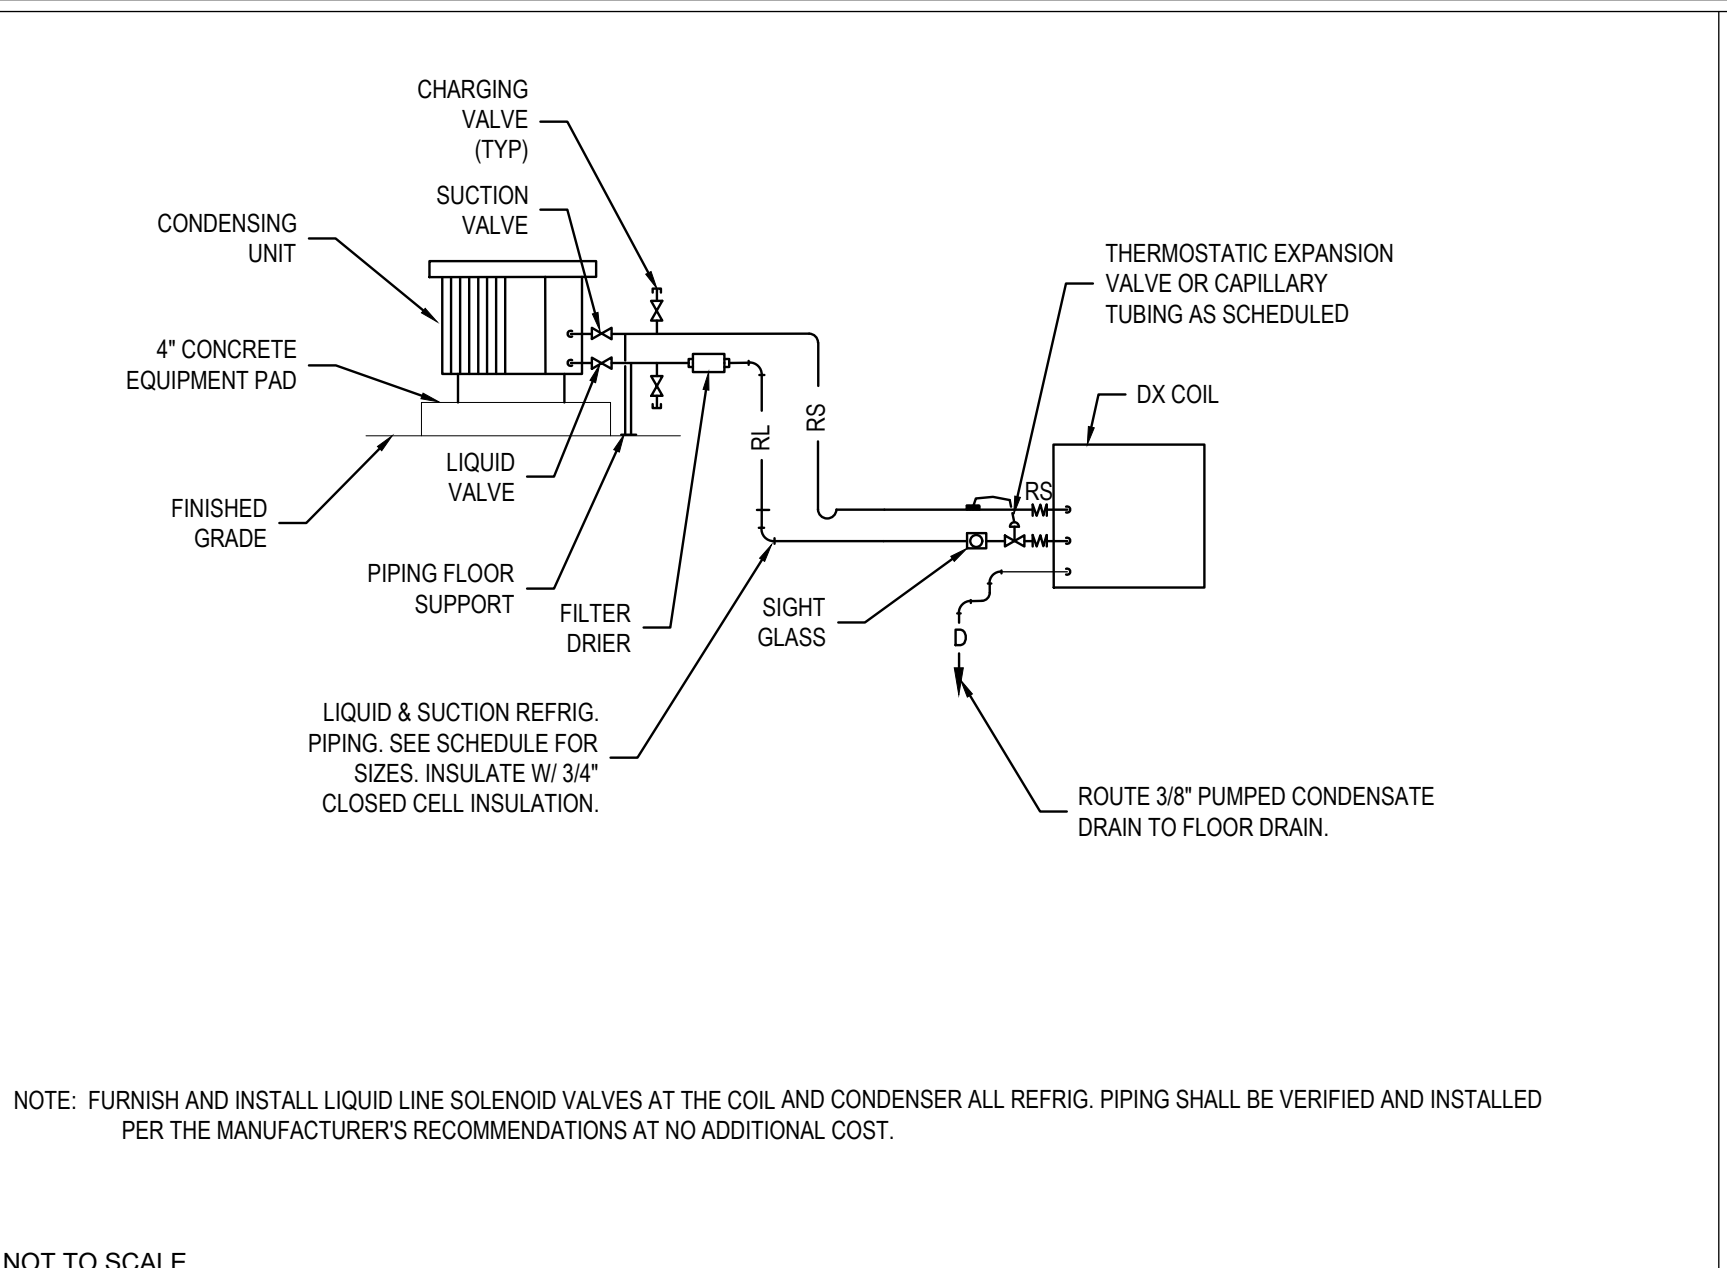 CHARGING
VALVE
(TYP)
SUCTION
VALVE
CONDENSING
UNIT
4" CONCRETE
EQUIPMENT PAD
FINISHED
GRADE
LIQUID
VALVE
PIPING FLOOR
SUPPORT
FILTER
DRIER
RL
RS
THERMOSTATIC EXPANSION
VALVE OR CAPILLARY
TUBING AS SCHEDULED
DX COIL
RS
SIGHT
GLASS
D
LIQUID & SUCTION REFRIG.
PIPING. SEE SCHEDULE FOR
SIZES. INSULATE W/ 3/4"
CLOSED CELL INSULATION.
ROUTE 3/8" PUMPED CONDENSATE
DRAIN TO FLOOR DRAIN.
NOTE: FURNISH AND INSTALL LIQUID LINE SOLENOID VALVES AT THE COIL AND CONDENSER ALL REFRIG. PIPING SHALL BE VERIFIED AND INSTALLED
PER THE MANUFACTURER'S RECOMMENDATIONS AT NO ADDITIONAL COST.
NOT TO SCALE